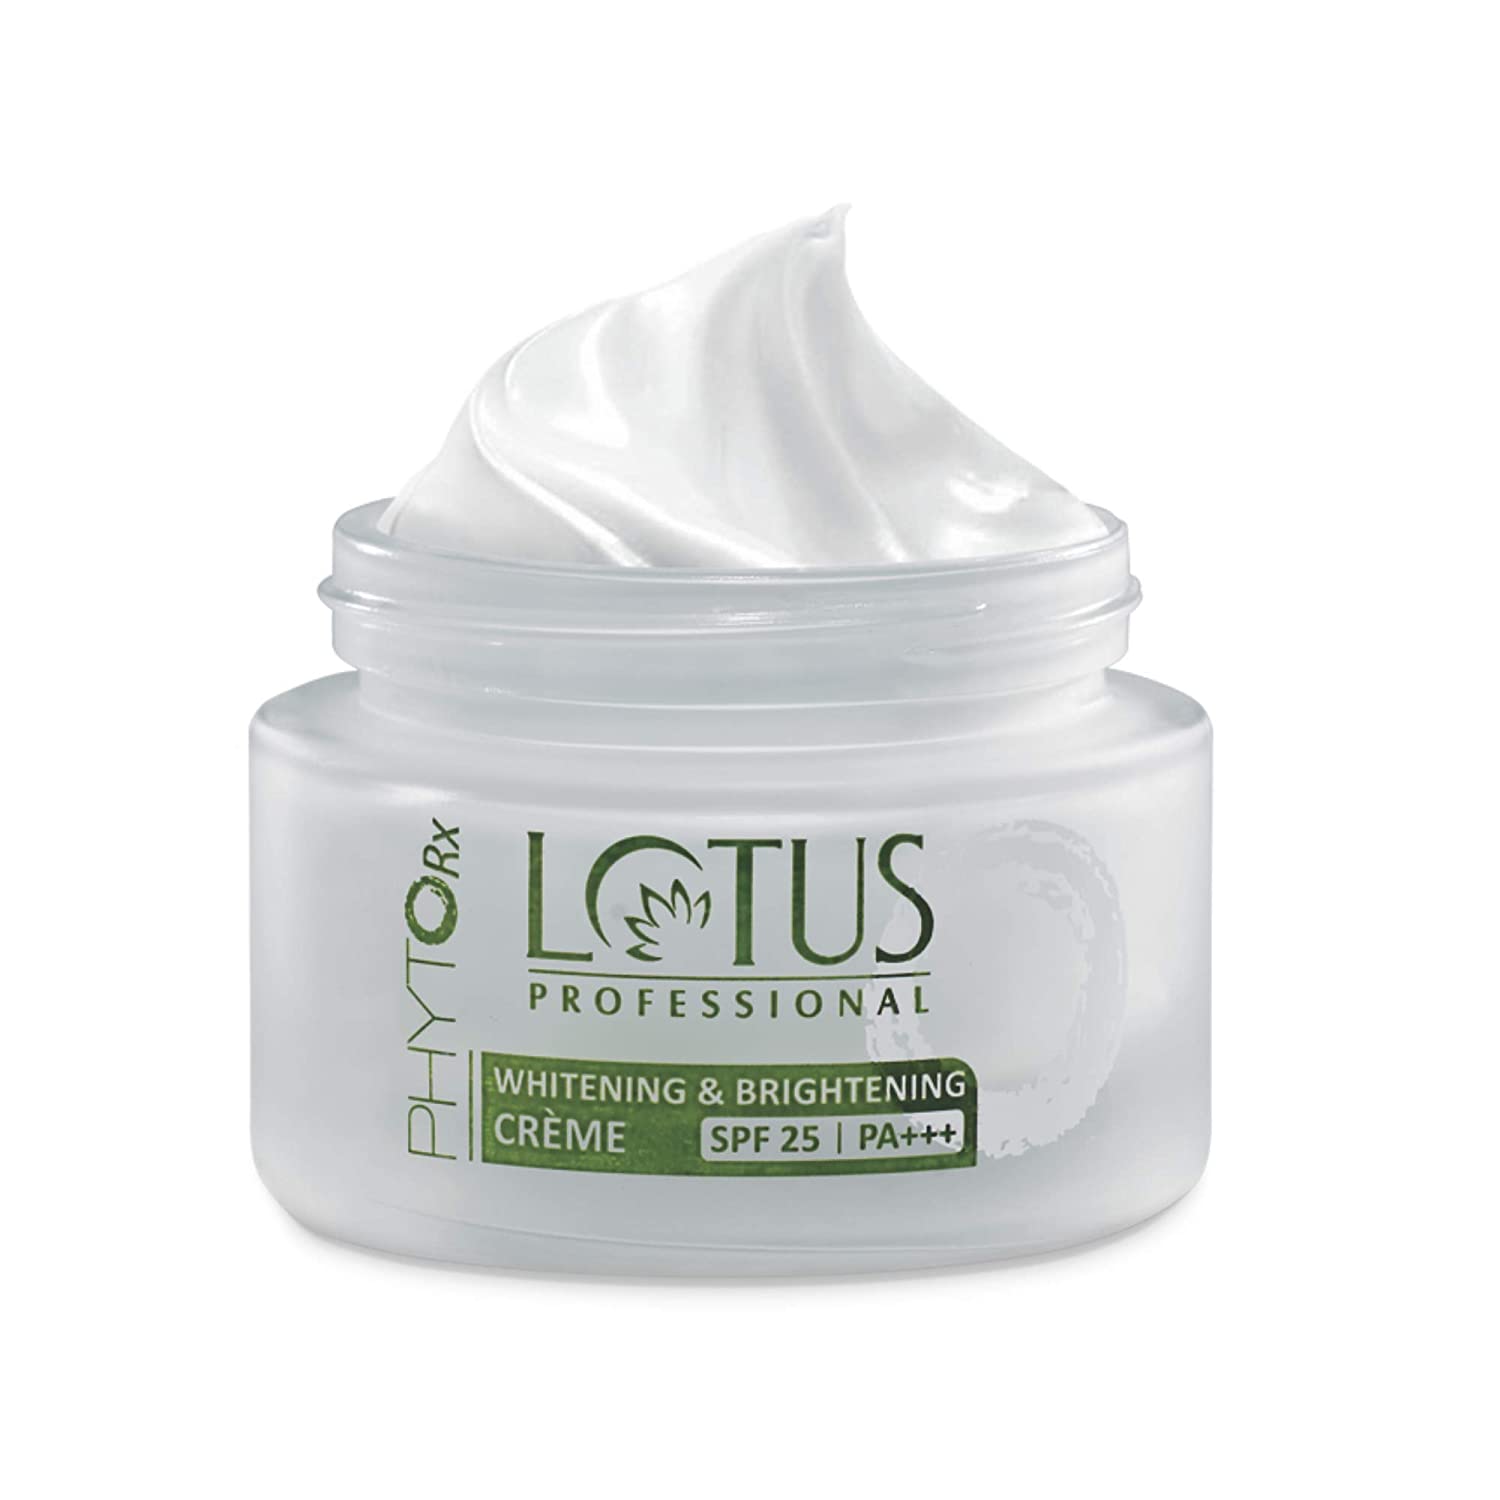 PHYTORx
LOTUS
PROFESSIONAL
WHITENING & BRIGHTENING
CRÈME SPF 25 | PA+++